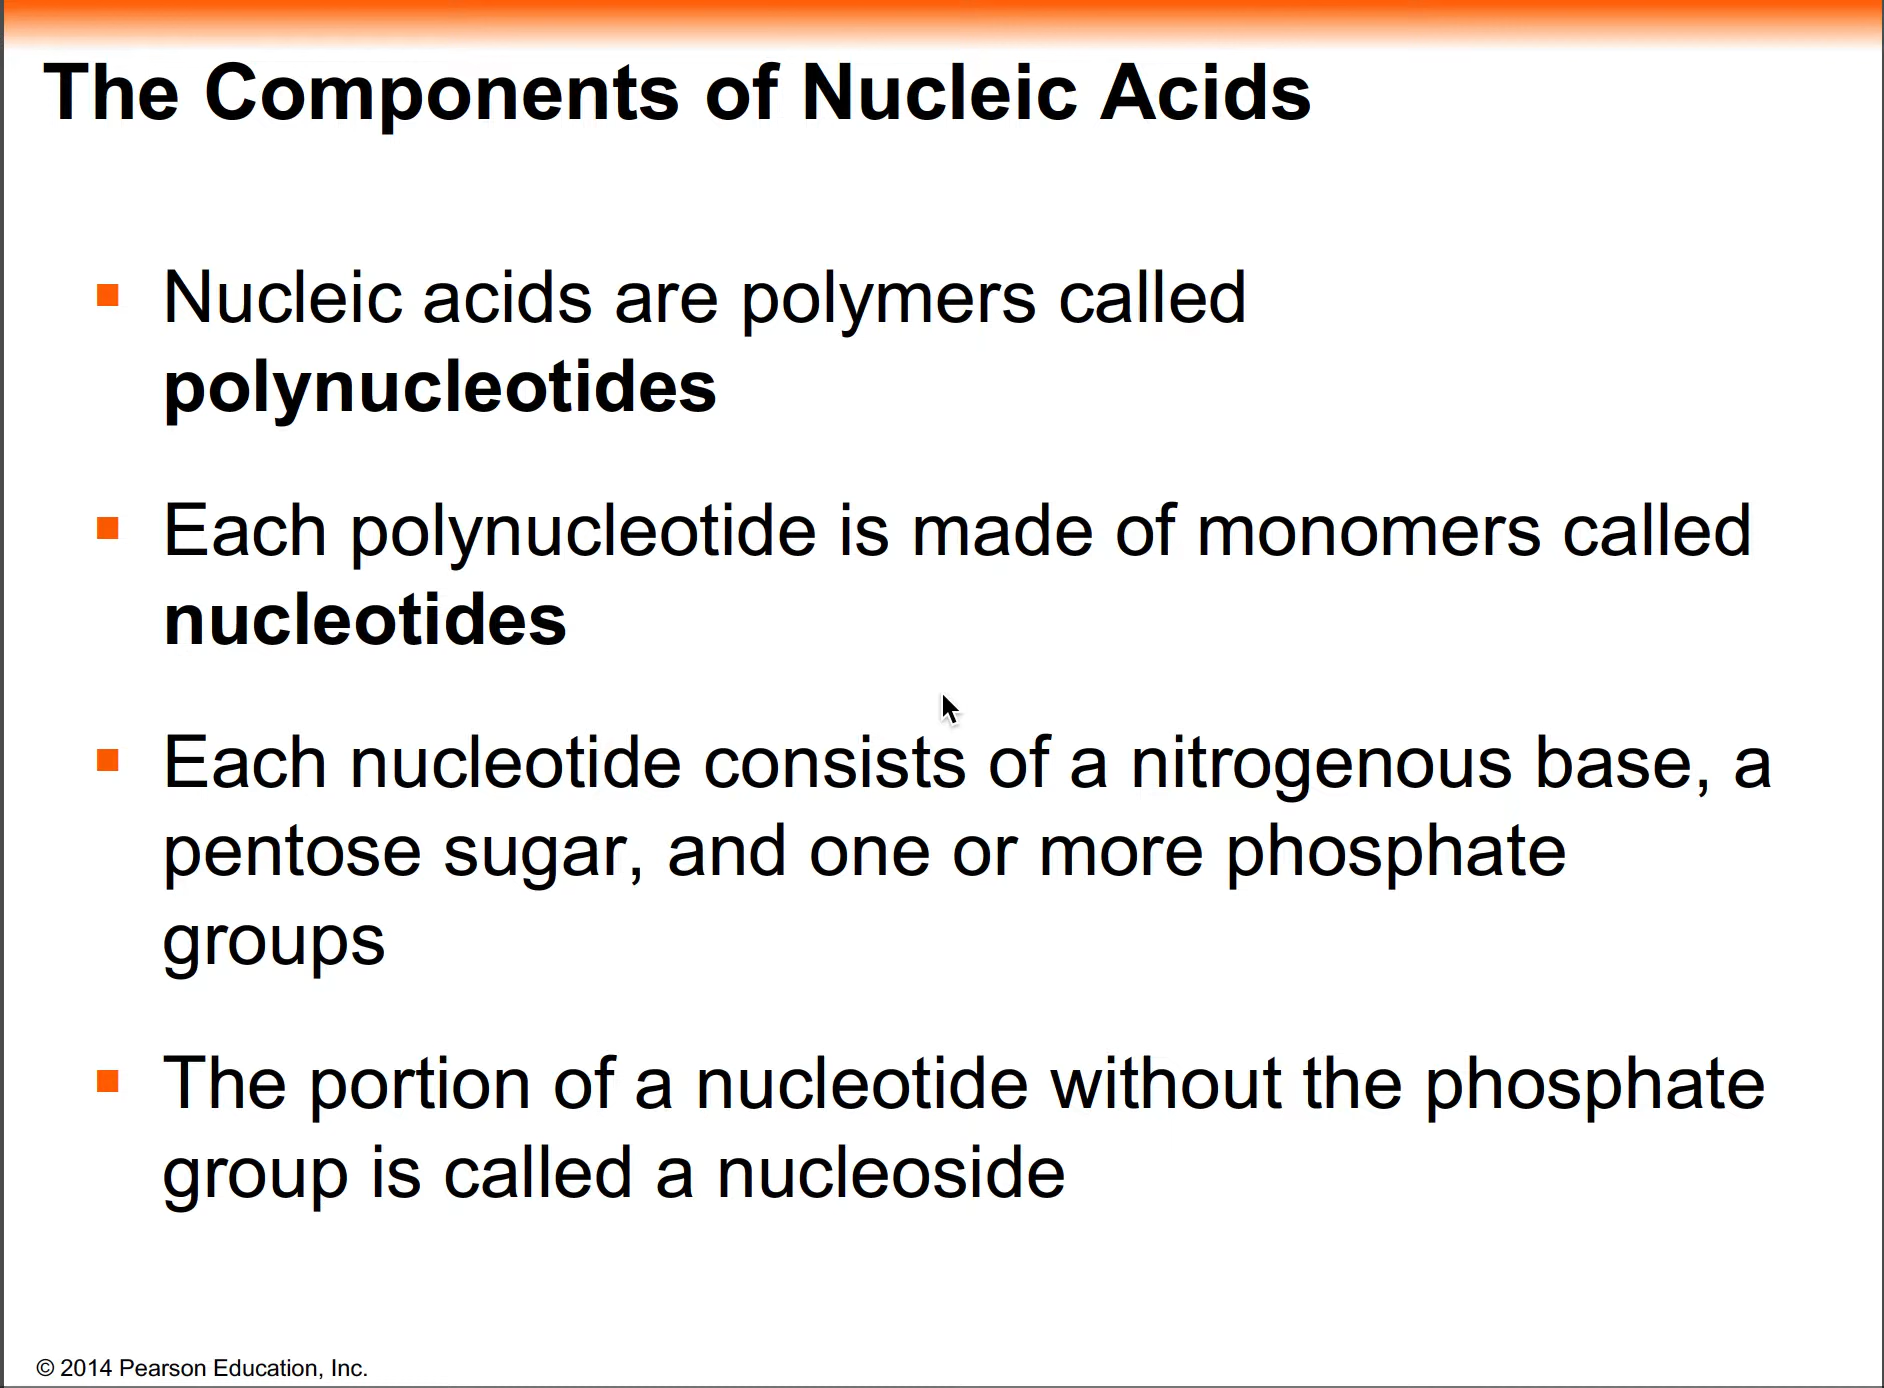 The Components of Nucleic Acids
Nucleic acids are polymers called
polynucleotides
Each polynucleotide is made of monomers called
nucleotides
Each nucleotide consists of a nitrogenous base, a
pentose sugar, and one or more phosphate
groups
The portion of a nucleotide without the phosphate
group is called a nucleoside
© 2014 Pearson Education, Inc.